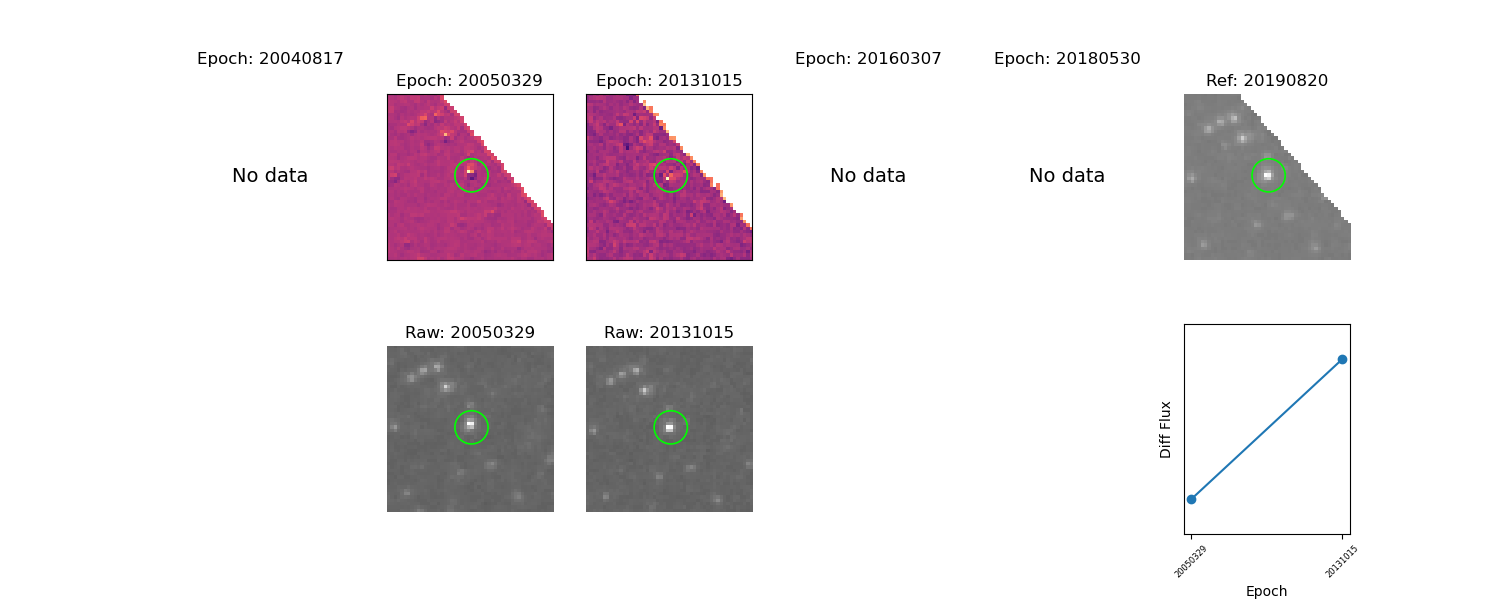 Epoch: 20040817
Epoch: 20050329
Epoch: 20131015
Epoch: 20160307
Epoch: 20180530
Ref: 20190820
No data
No data
No data
Raw: 20050329
Raw: 20131015
Diff Flux
20050329
20131015
Epoch